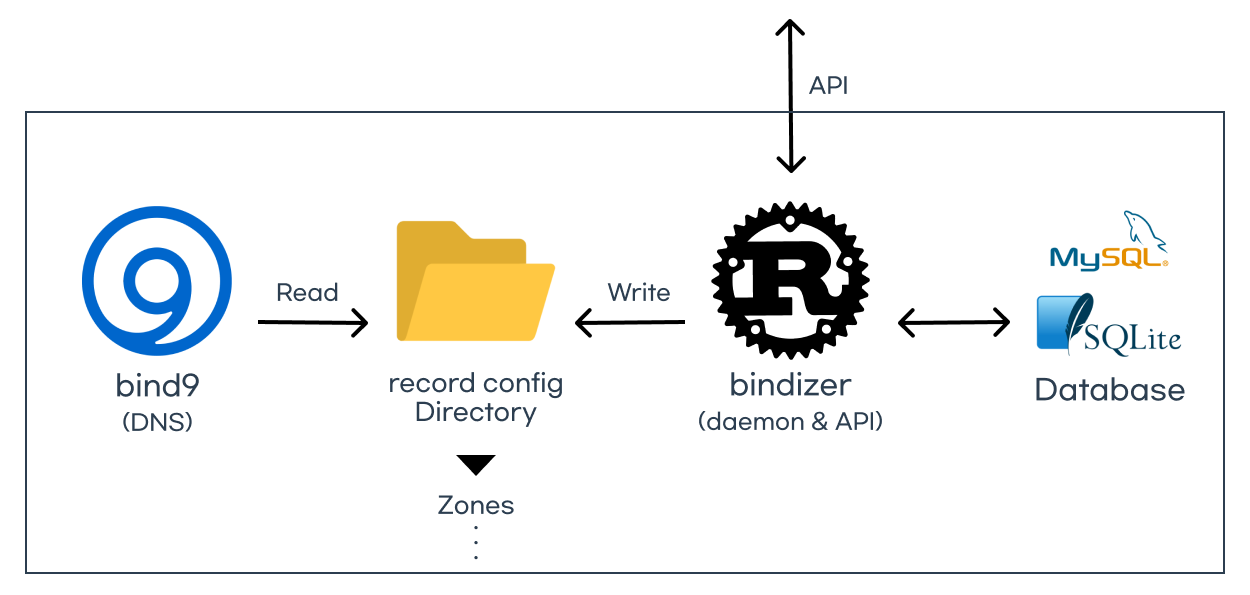 API
Read
Write
MySQL®
SQLite
bind9
(DNS)
record config
Directory
R
bindizer
(daemon & API)
Database
Zones